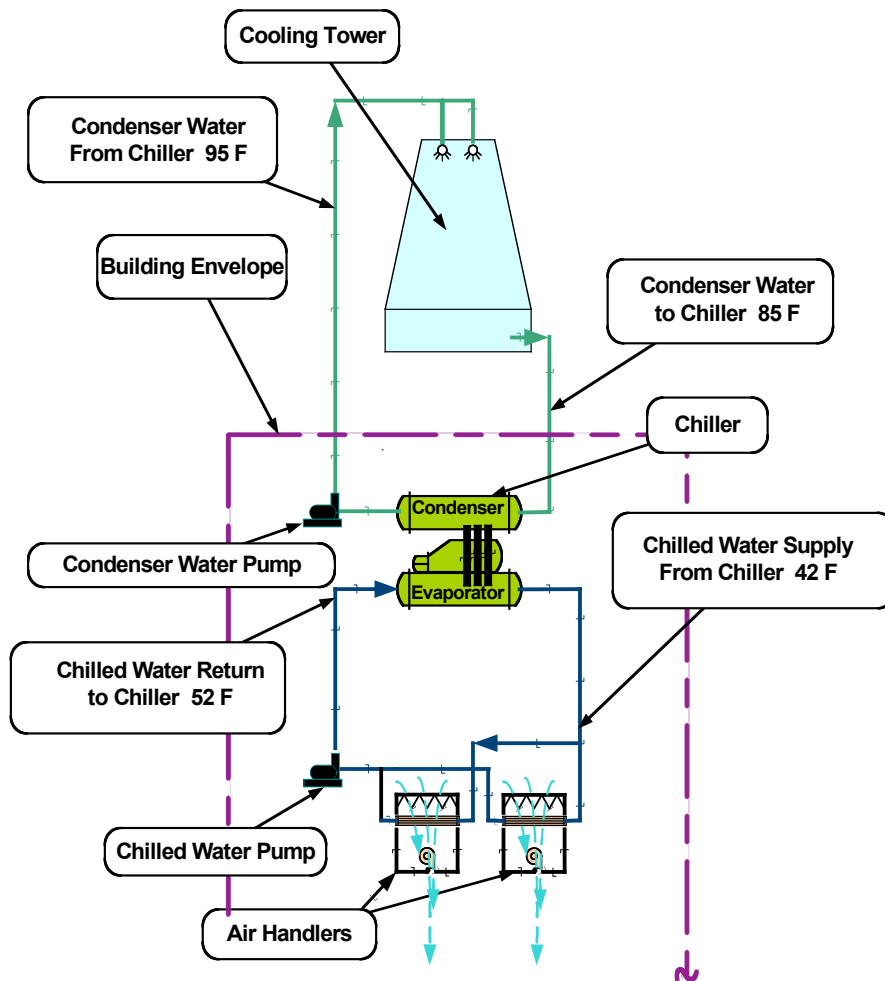 Cooling Tower
Condenser Water
From Chiller 95 F
Building Envelope
Condenser Water
to Chiller 85 F
Chiller
Condenser
Condenser Water Pump
Evaporator
Chilled Water Supply
From Chiller 42 F
Chilled Water Return
to Chiller 52 F
Chilled Water Pump
Air Handlers